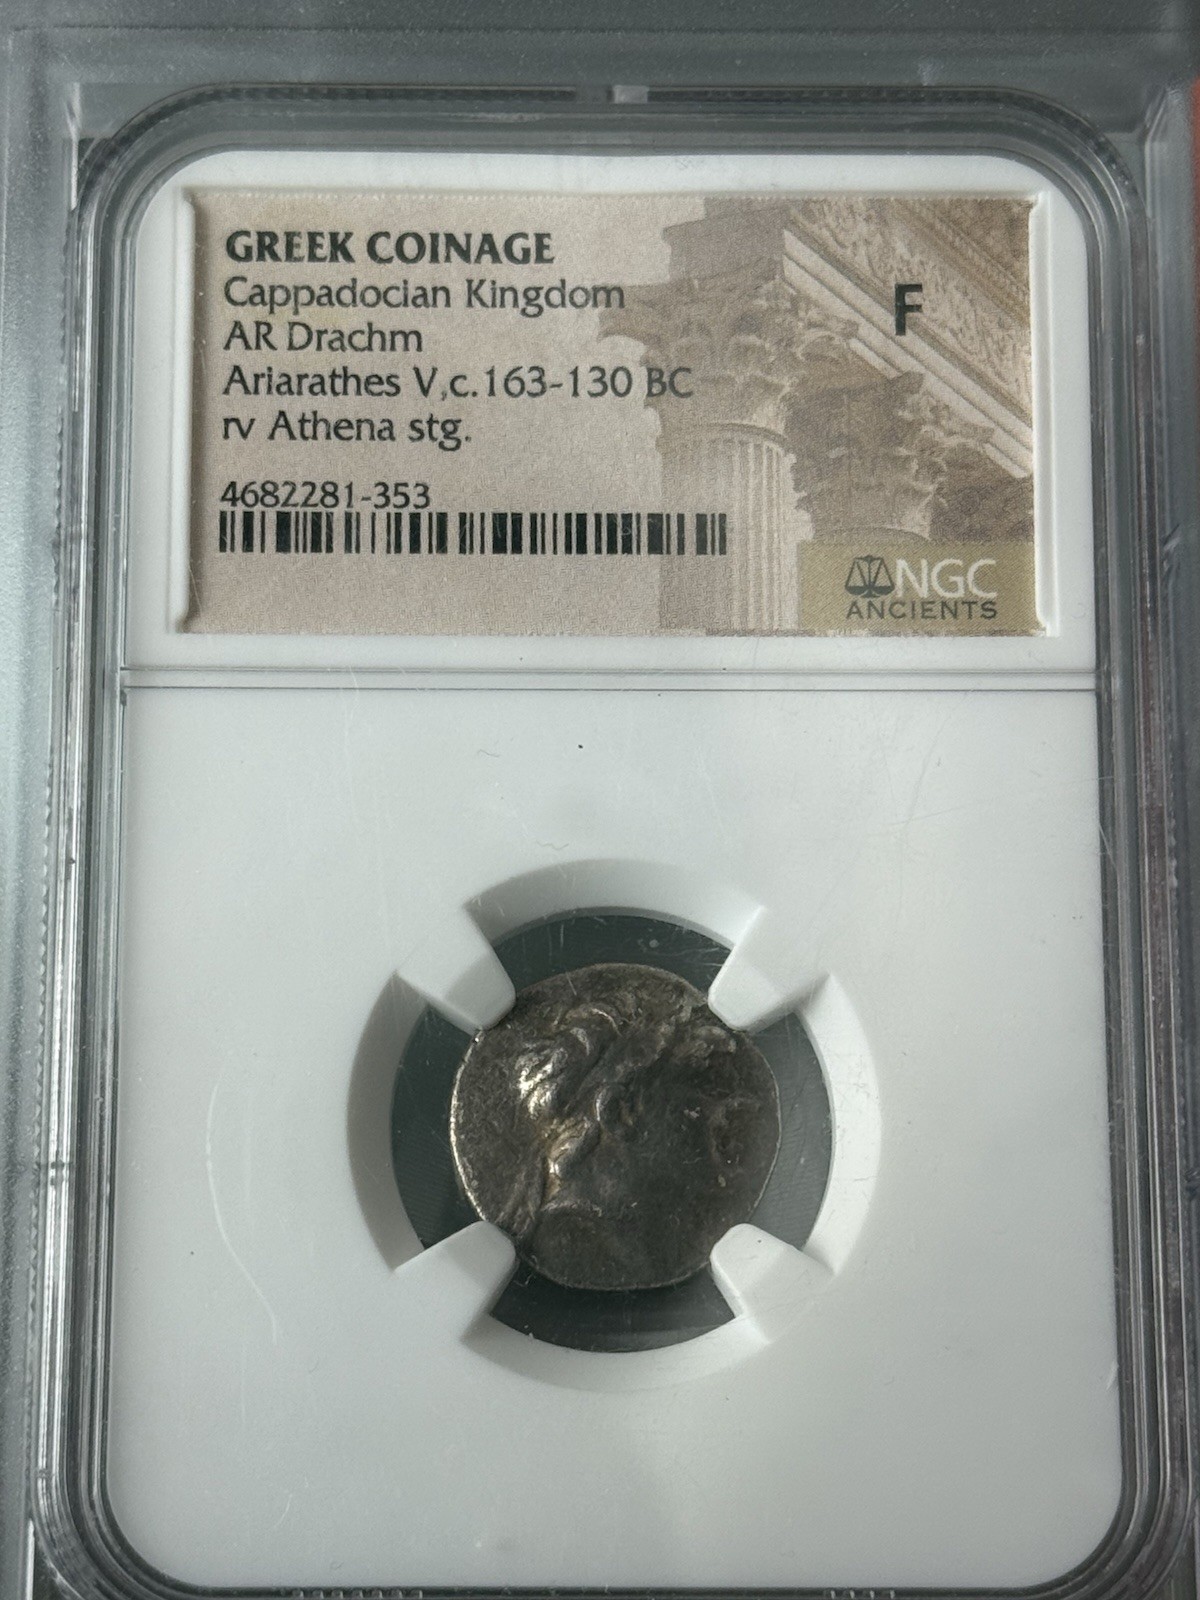 GREEK COINAGE
Cappadocian Kingdom
AR Drachm
Ariarathes V, c. 163-130 BC
rv Athena stg.
F
4682281-353
NGC
ANCIENTS